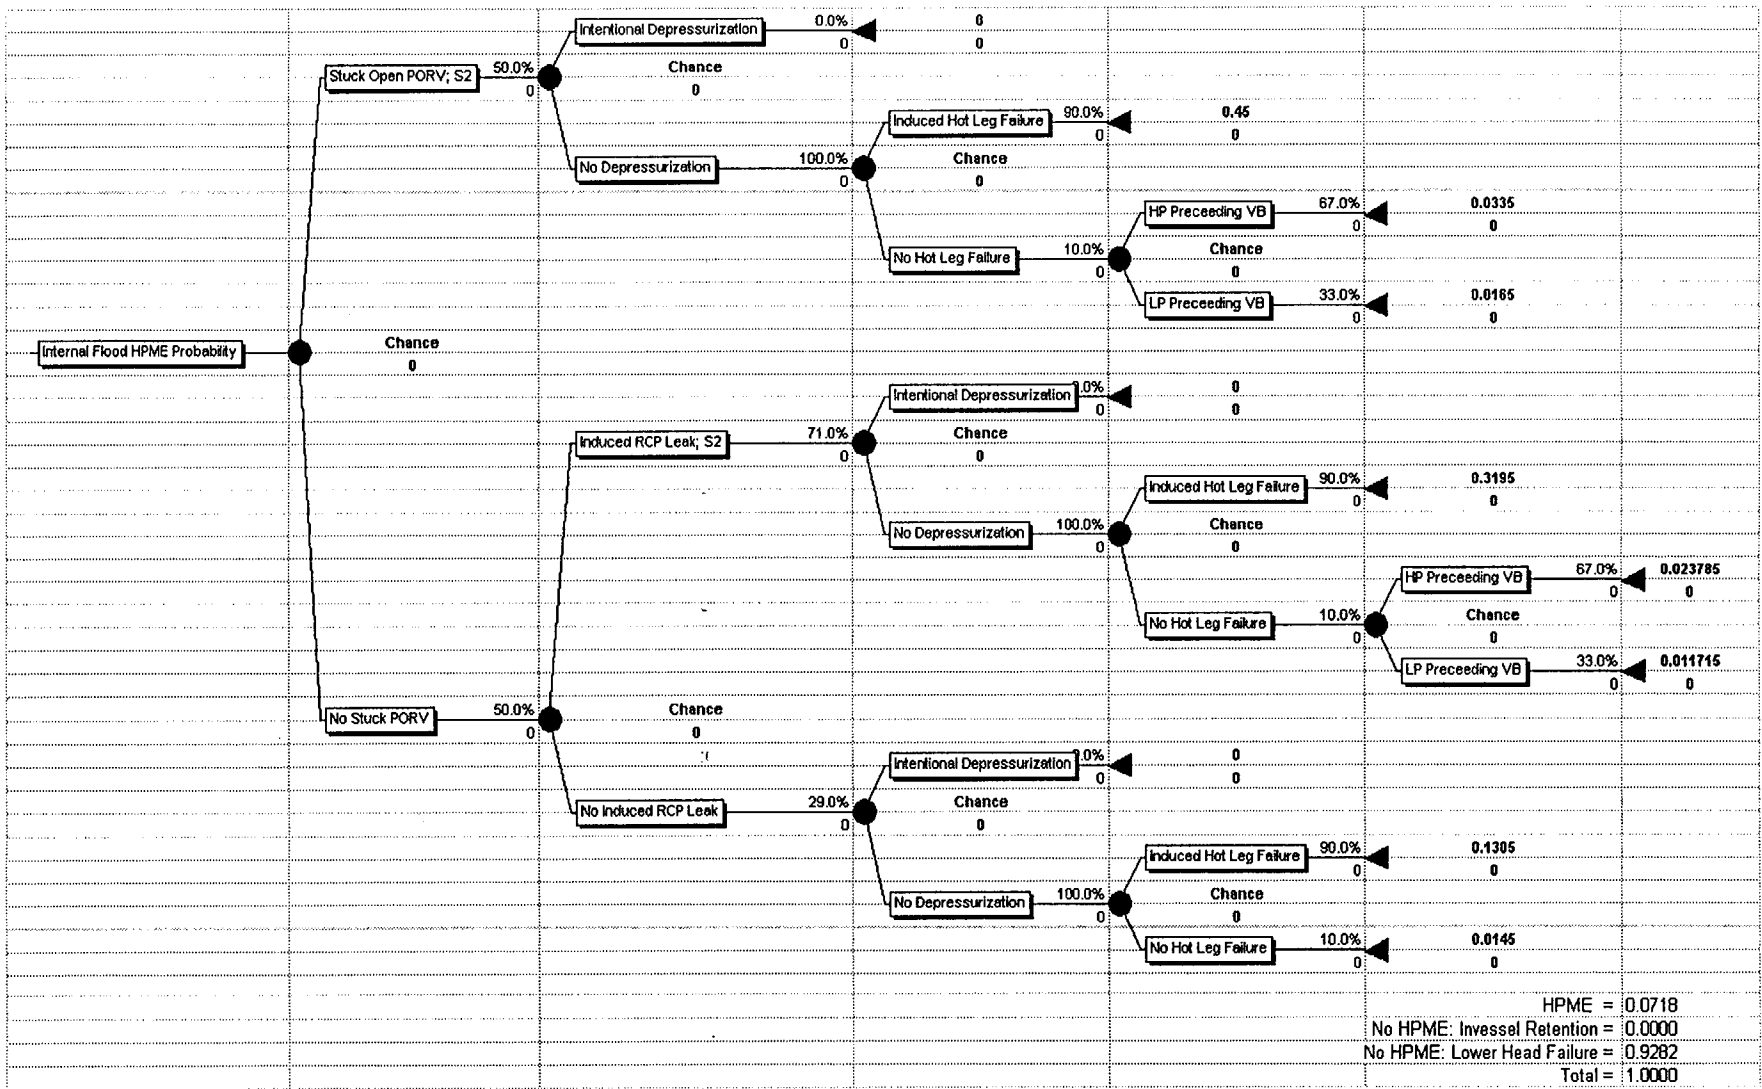 Intentional Depressurization 0.0% 0
0 0
Stuck Open PORV; S2 50.0% Chance
0 0
Induced Hot Leg Failure 90.0% 0.45
0 0
No Depressurization 100.0% Chance
0 0
HP Preceeding VB 67.0% 0.0335
0 0
No Hot Leg Failure 10.0% Chance
0 0
LP Preceeding VB 33.0% 0.0165
0 0
Internal Flood HPME Probability Chance
0
Intentional Depressurization .0% 0
0 0
Induced RCP Leak; S2 71.0% Chance
0 0
Induced Hot Leg Failure 90.0% 0.3195
0 0
No Depressurization 100.0% Chance
0 0
HP Preceeding VB 67.0% 0.023785
0 0
No Hot Leg Failure 10.0% Chance
0 0
LP Preceeding VB 33.0% 0.011715
0 0
No Stuck PORV 50.0% Chance
0 0
Intentional Depressurization .0% 0
0 0
No Induced RCP Leak 29.0% Chance
0 0
Induced Hot Leg Failure 90.0% 0.1305
0 0
No Depressurization 100.0% Chance
0 0
No Hot Leg Failure 10.0% 0.0145
0 0
HPME = 0.0718
No HPME: Invessel Retention = 0.0000
No HPME: Lower Head Failure = 0.9282
Total = 1.0000